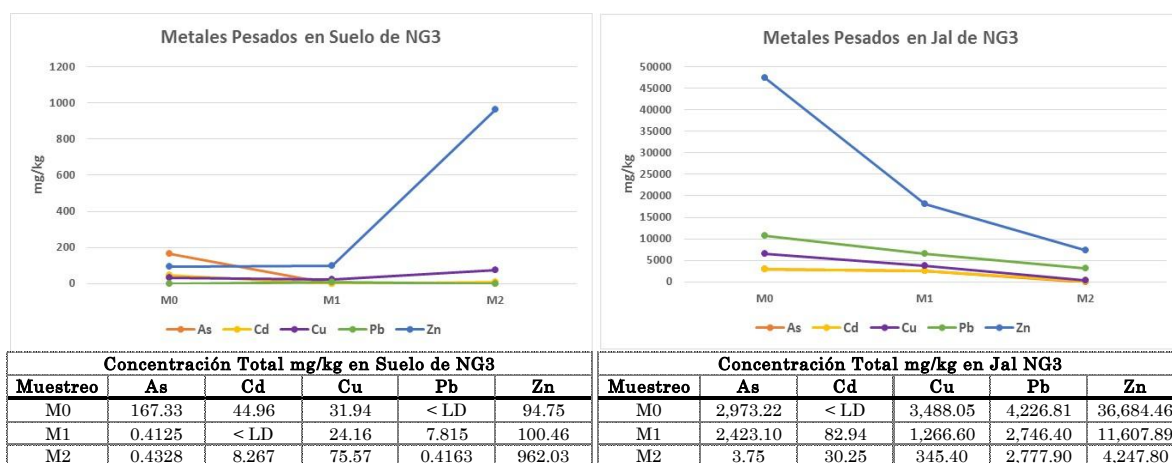 Metales Pesados en Suelo de NG3
1200
1000
800
600
400
200
0
mg/kg
M0 M1 M2
As Cd Cu Pb Zn
Metales Pesados en Jal de NG3
50000
45000
40000
35000
30000
25000
20000
15000
10000
5000
0
mg/kg
M0 M1 M2
As Cd Cu Pb Zn
Concentración Total mg/kg en Suelo de NG3
Muestreo As Cd Cu Pb Zn
M0 167.33 44.96 31.94 < LD 94.75
M1 0.4125 < LD 24.16 7.815 100.46
M2 0.4328 8.267 75.57 0.4163 962.03
Concentración Total mg/kg en Jal NG3
Muestreo As Cd Cu Pb Zn
M0 2,973.22 < LD 3,488.05 4,226.81 36,684.46
M1 2,423.10 82.94 1,266.60 2,746.40 11,607.89
M2 3.75 30.25 345.40 2,777.90 4,247.80